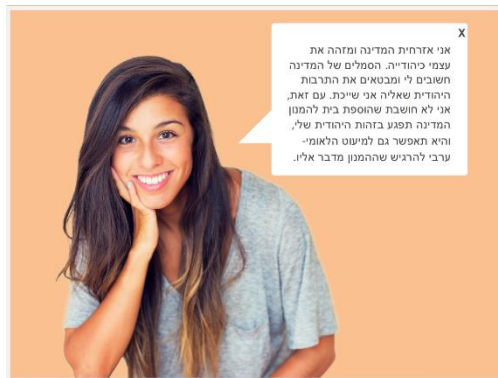 X
אני אזרחית המדינה ומזהה את
עצמי כיהודייה. הסמלים של המדינה
חשובים לי ומבטאים את התרבות
היהודית שאליה אני שייכת. עם זאת,
אני לא חושבת שהוספת בית להמנון
המדינה תפגע בזהות היהודית שלי,
והיא תאפשר גם למיעוט הלאומי-
ערבי להרגיש שההמנון מדבר אליו.